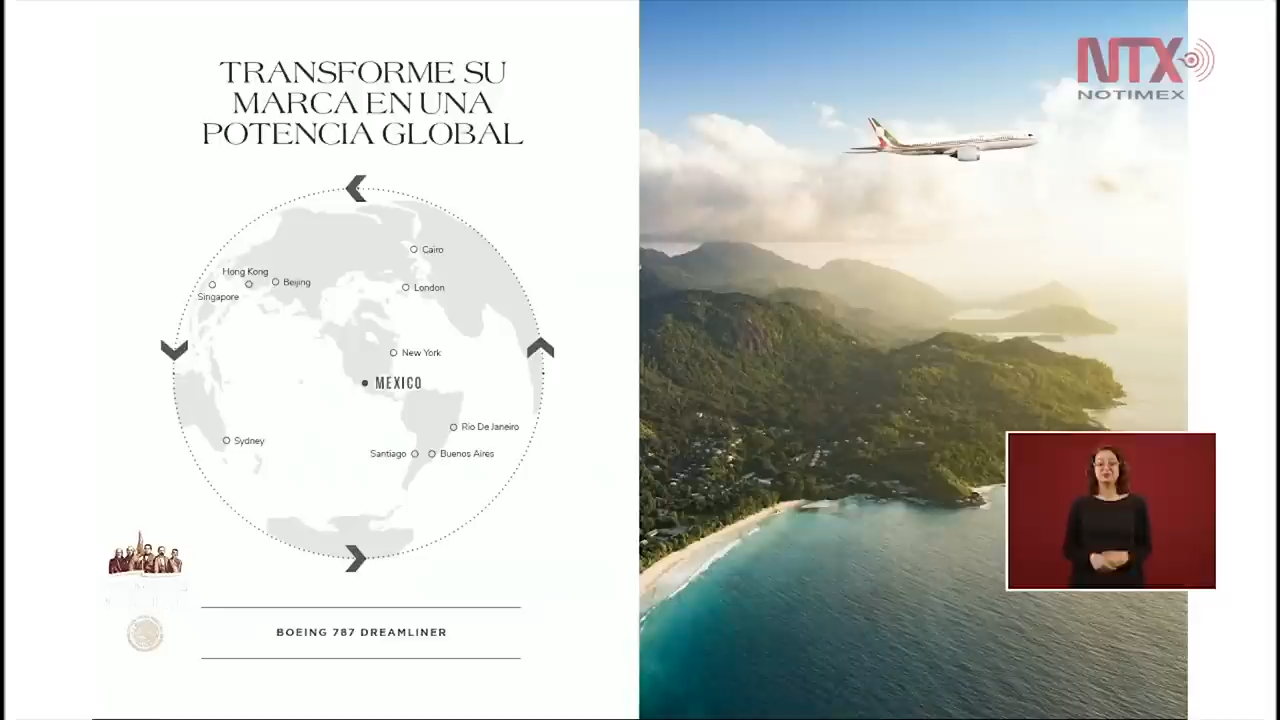 TRANSFORME SU
MARCA EN UNA
POTENCIA GLOBAL
Cairo
Hong Kong
Beijing
Singapore
London
New York
MEXICO
Rio De Janeiro
Sydney
Santiago
Buenos Aires
BOEING 787 DREAMLINER
NTX
NOTIMEX